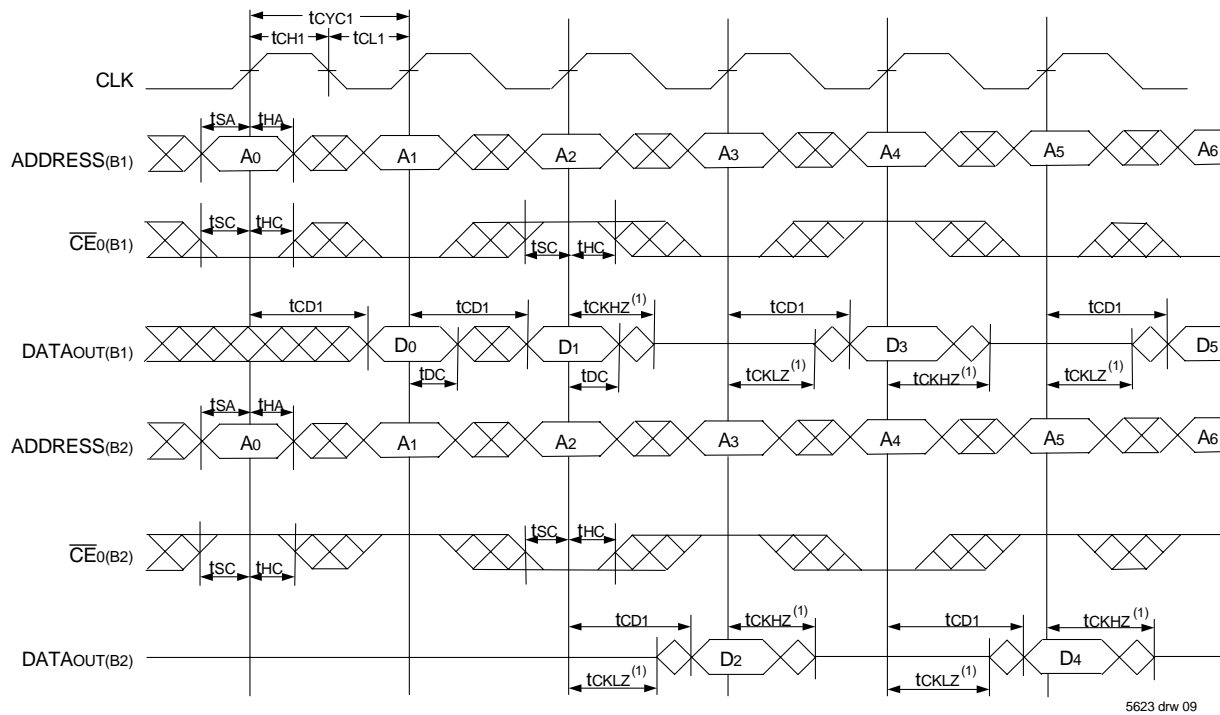 tCYC1
tCH1 tCL1
CLK
tSA tHA
ADDRESS(B1) A0 A1 A2 A3 A4 A5 A6
tSC tHC
CE0(B1)
tSC tHC
tCD1 tCD1 tCKHZ(1) tCD1 tCD1
DATAOUT(B1) D0 D1 D3 D5
tDC tDC tCKLZ(1) tCKHZ(1) tCKLZ(1)
tSA tHA
ADDRESS(B2) A0 A1 A2 A3 A4 A5 A6
tSC tHC
CE0(B2)
tSC tHC
tCD1 tCKHZ(1) tCD1 tCKHZ(1)
DATAOUT(B2) D2 D4
tCKLZ(1) tCKLZ(1)
5623 drw 09